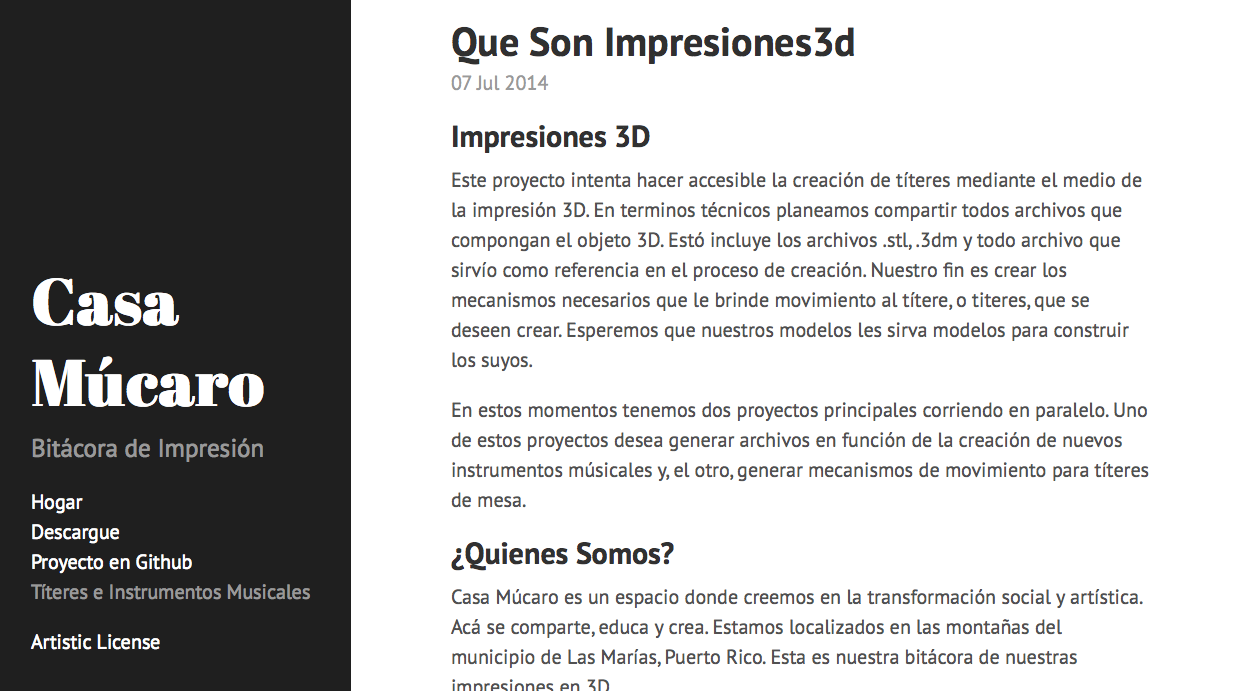 Casa
Múcaro
Bitácora de Impresión
Hogar
Descargue
Proyecto en Github
Títeres e Instrumentos Musicales
Artistic License
Que Son Impresiones3d
07 Jul 2014
Impresiones 3D
Este proyecto intenta hacer accesible la creación de títeres mediante el medio de
la impresión 3D. En terminos técnicos planeamos compartir todos archivos que
compongan el objeto 3D. Estó incluye los archivos .stl, .3dm y todo archivo que
sirvío como referencia en el proceso de creación. Nuestro fin es crear los
mecanismos necesarios que le brinde movimiento al títere, o titeres, que se
deseen crear. Esperemos que nuestros modelos les sirva modelos para construir
los suyos.
En estos momentos tenemos dos proyectos principales corriendo en paralelo. Uno
de estos proyectos desea generar archivos en función de la creación de nuevos
instrumentos músicales y, el otro, generar mecanismos de movimiento para títeres
de mesa.
¿Quienes Somos?
Casa Múcaro es un espacio donde creemos en la transformación social y artística.
Acá se comparte, educa y crea. Estamos localizados en las montañas del
municipio de Las Marías, Puerto Rico. Esta es nuestra bitácora de nuestras
impresiones en 3D.